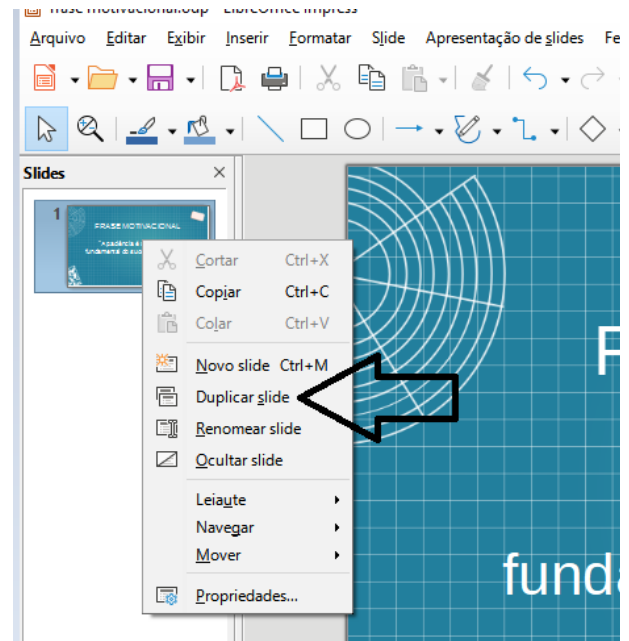 frase motivacional.odp - LibreOffice Impress
Arquivo Editar Exibir Inserir Formatar Slide Apresentação de slides Fe
Slides
1
FRASE MOTIVACIONAL
Cortar Ctrl+X
Copiar Ctrl+C
Colar Ctrl+V
Novo slide Ctrl+M
Duplicar slide
Renomear slide
Ocultar slide
Leiaute
Navegar
Mover
Propriedades...
F
funda